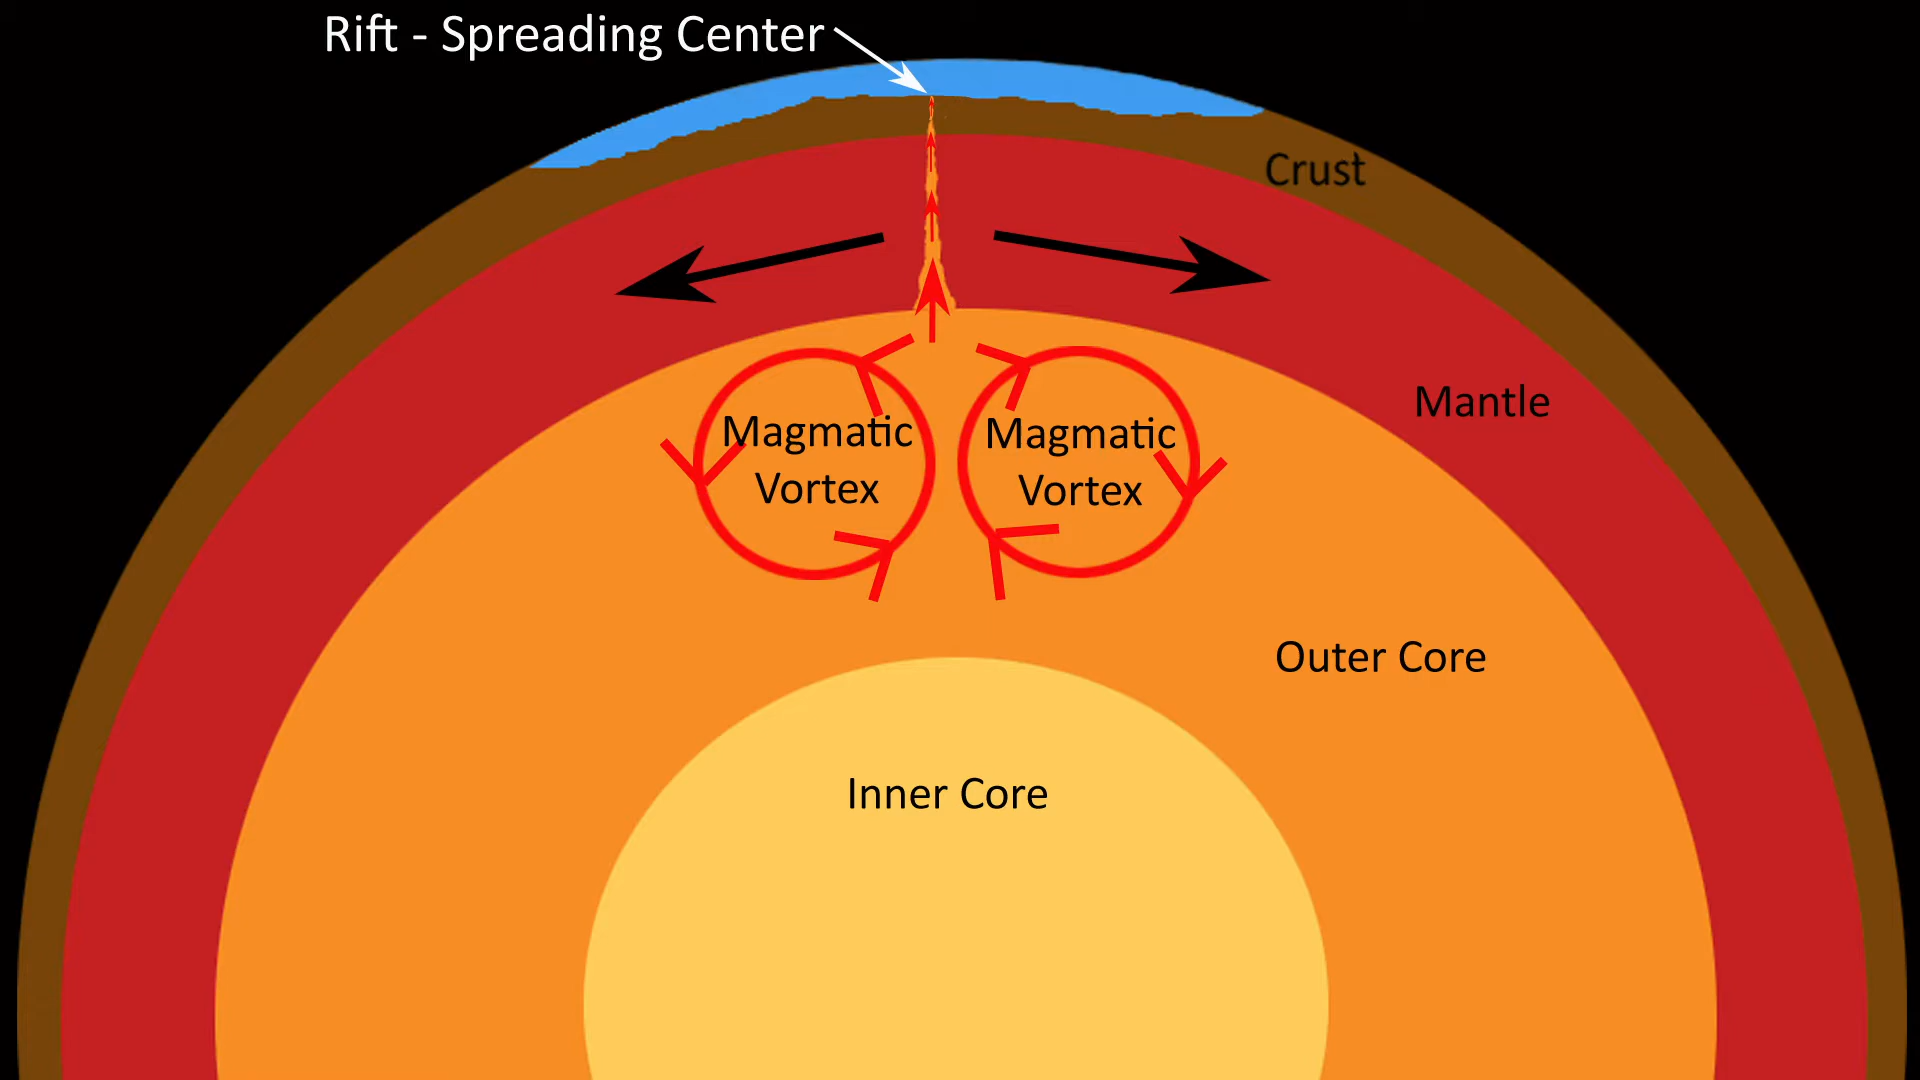 Rift - Spreading Center
Crust
Mantle
Magmatic
Vortex
Magmatic
Vortex
Outer Core
Inner Core